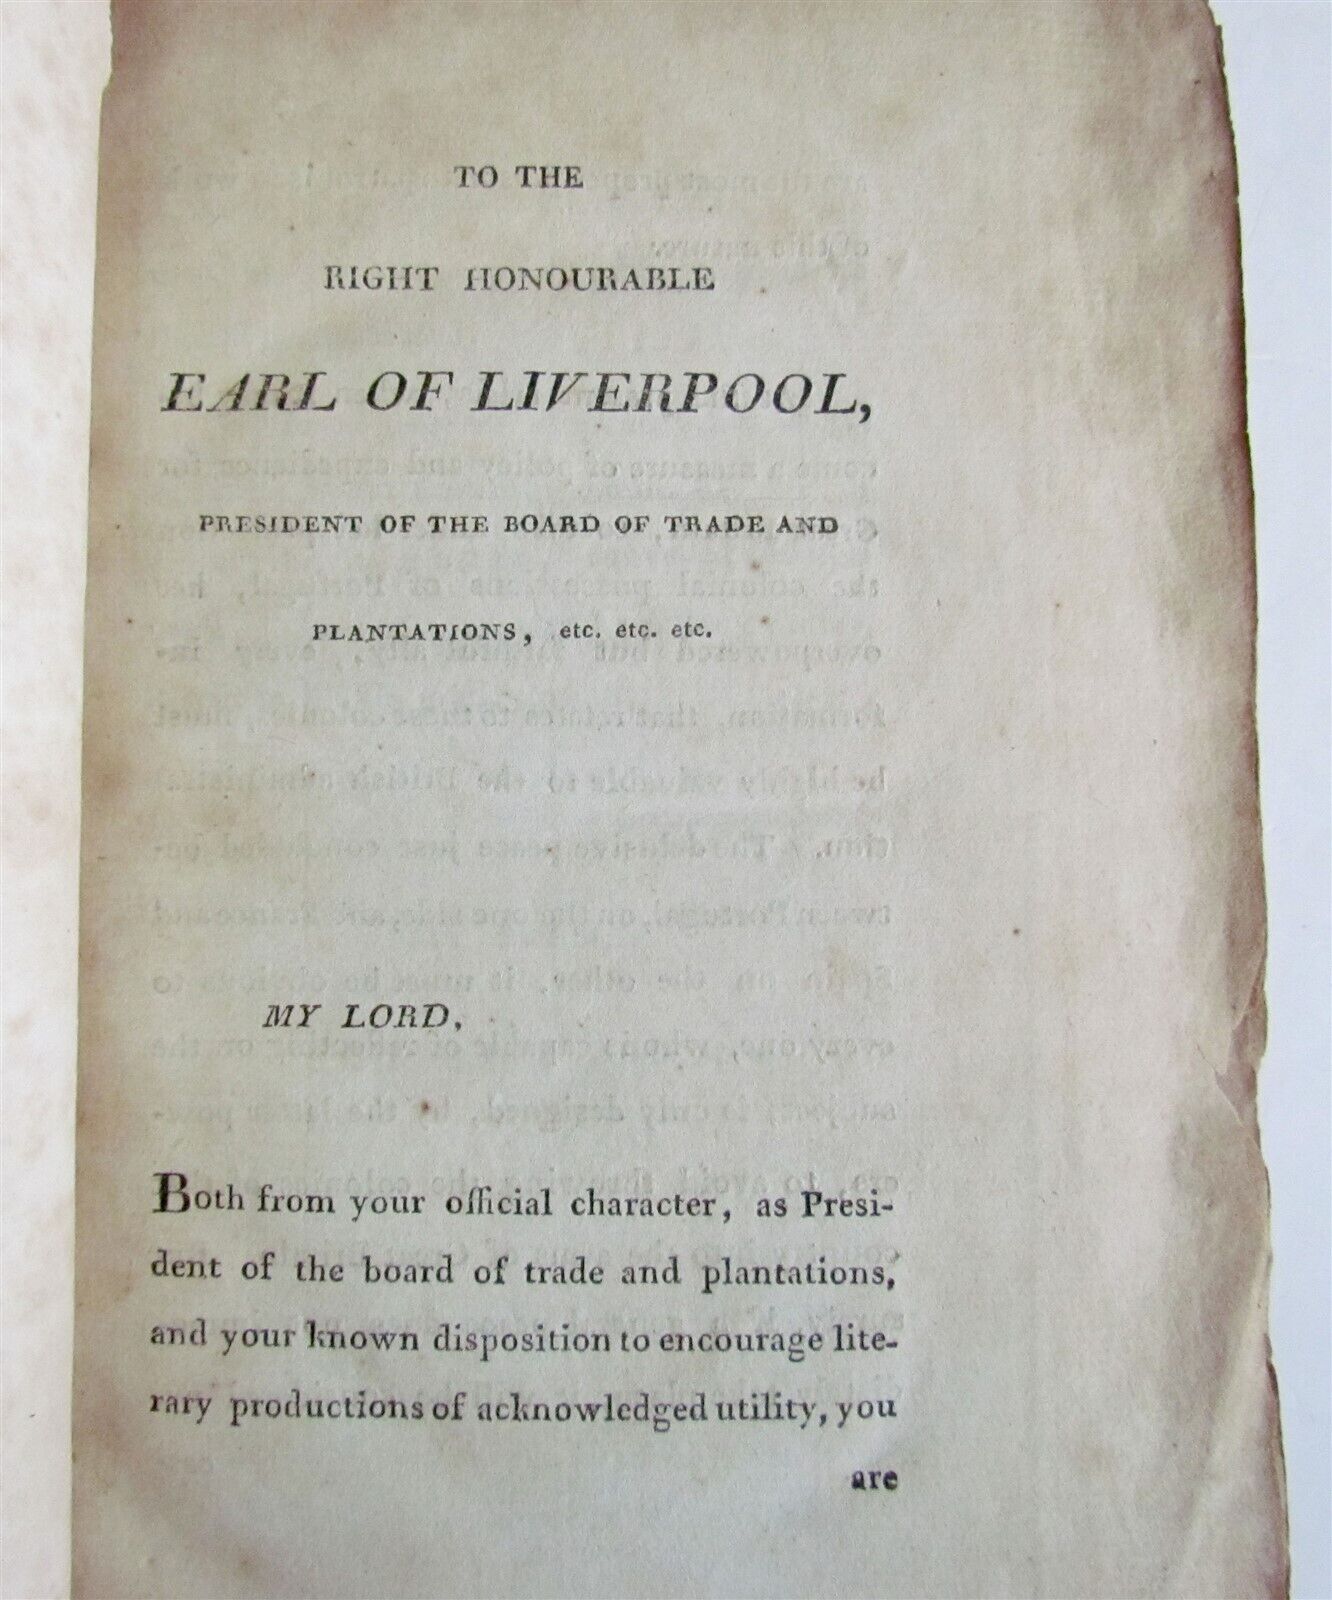 TO THE
RIGHT HONOURABLE
EARL OF LIVERPOOL,
PRESIDENT OF THE BOARD OF TRADE AND
PLANTATIONS, etc. etc. etc.
MY LORD,
Both from your official character, as Presi-
dent of the board of trade and plantations,
and your known disposition to encourage lite-
rary productions of acknowledged utility, you
are